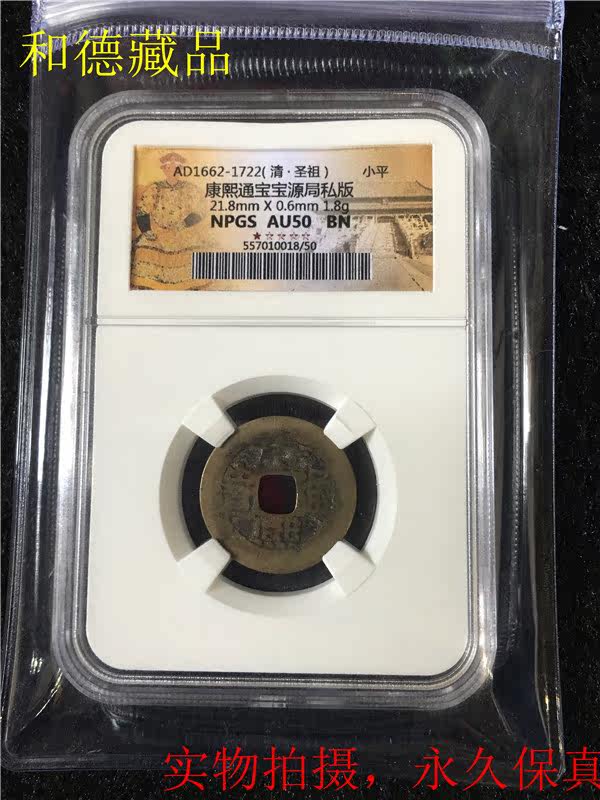 和德藏品
AD1662-1722(清·圣祖) 小平
康熙通宝宝源局私版
21.8mm X 0.6mm 1.8g
NPGS AU50 BN
557010018/50
实物拍摄，永久保真